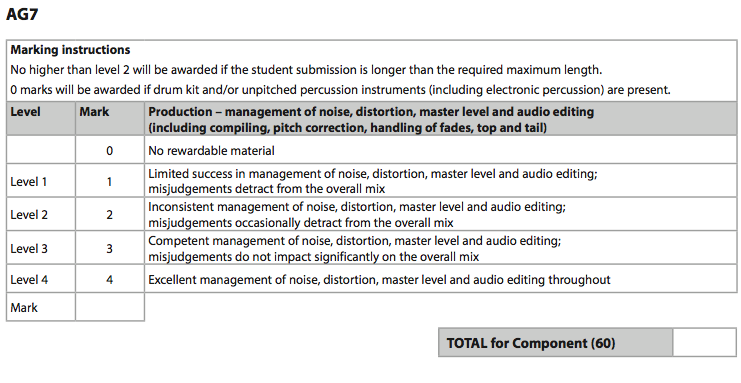 AG7
Marking instructions
No higher than level 2 will be awarded if the student submission is longer than the required maximum length.
0 marks will be awarded if drum kit and/or unpitched percussion instruments (including electronic percussion) are present.
Level Mark Production – management of noise, distortion, master level and audio editing
(including compiling, pitch correction, handling of fades, top and tail)
0 No rewardable material
Level 1 1 Limited success in management of noise, distortion, master level and audio editing;
misjudgements detract from the overall mix
Level 2 2 Inconsistent management of noise, distortion, master level and audio editing;
misjudgements occasionally detract from the overall mix
Level 3 3 Competent management of noise, distortion, master level and audio editing;
misjudgements do not impact significantly on the overall mix
Level 4 4 Excellent management of noise, distortion, master level and audio editing throughout
Mark
TOTAL for Component (60)